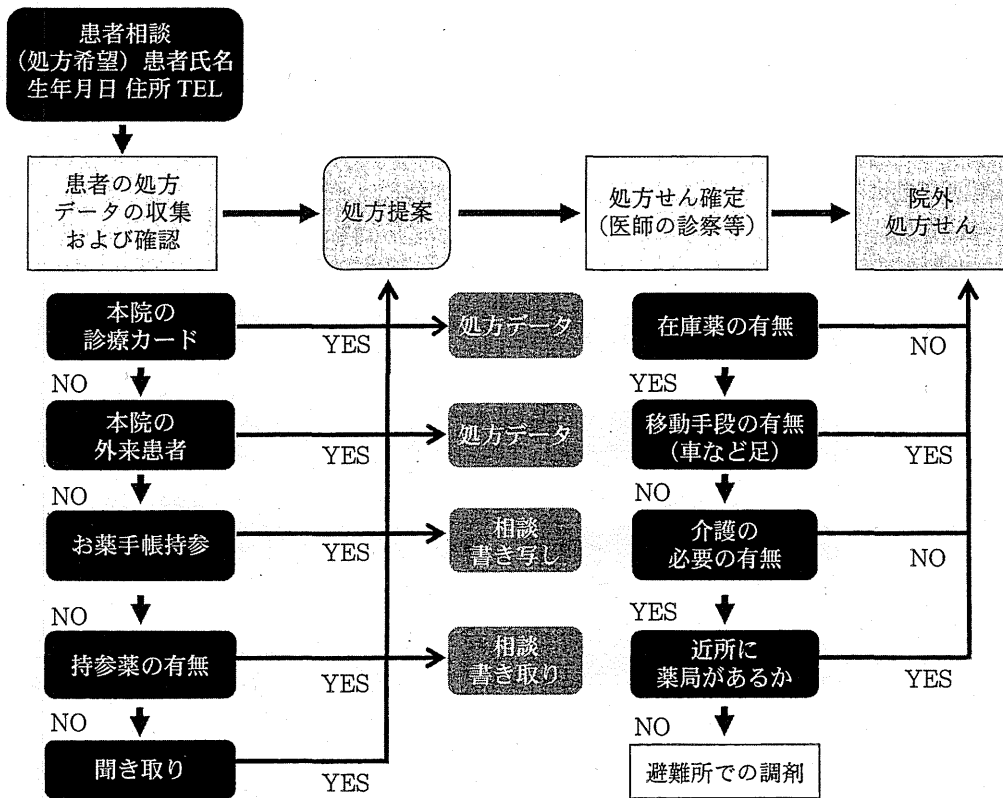 患者相談
（処方希望）患者氏名
生年月日 住所 TEL
患者の処方
データの収集
および確認
処方提案
処方せん確定
（医師の診察等）
院外
処方せん
本院の
診療カード
YES
処方データ
NO
本院の
外来患者
YES
処方データ
NO
お薬手帳持参
YES
相談
書き写し
NO
持参薬の有無
YES
相談
書き取り
NO
聞き取り
YES
在庫薬の有無
NO
YES
移動手段の有無
（車など足）
YES
NO
介護の
必要の有無
NO
YES
近所に
薬局があるか
YES
NO
避難所での調剤